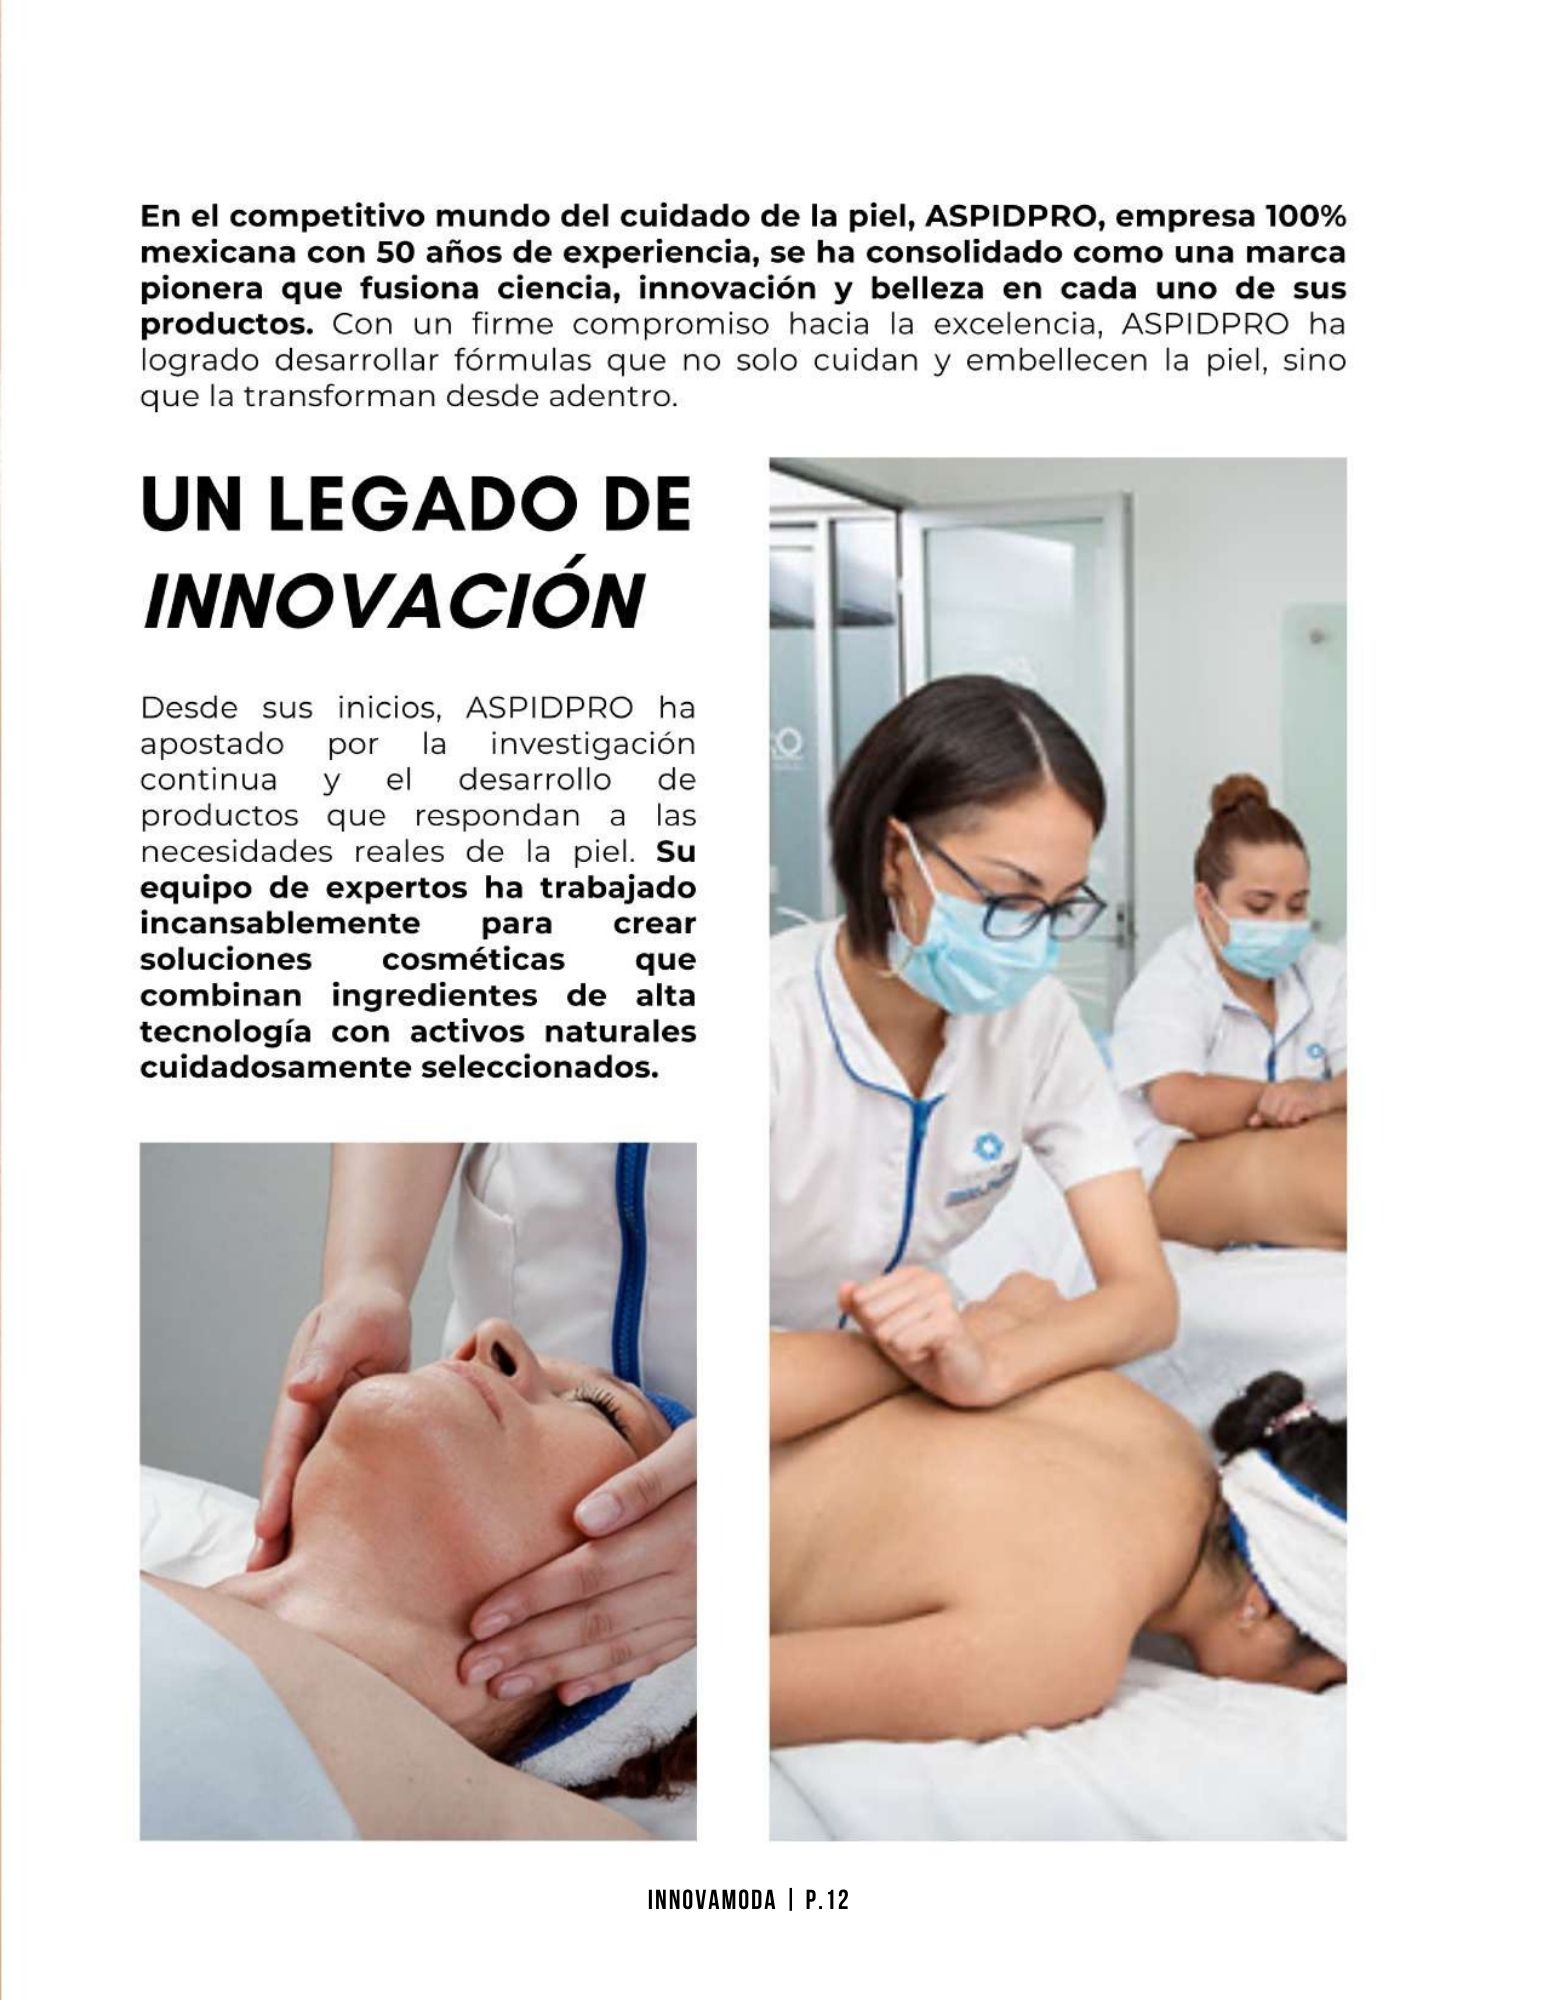 En el competitivo mundo del cuidado de la piel, ASPIDPRO, empresa 100%
mexicana con 50 años de experiencia, se ha consolidado como una marca
pionera que fusiona ciencia, innovación y belleza en cada uno de sus
productos. Con un firme compromiso hacia la excelencia, ASPIDPRO ha
logrado desarrollar fórmulas que no solo cuidan y embellecen la piel, sino
que la transforman desde adentro.
UN LEGADO DE
INNOVACIÓN
Desde sus inicios, ASPIDPRO ha
apostado por la investigación
continua y el desarrollo de
productos que respondan a las
necesidades reales de la piel. Su
equipo de expertos ha trabajado
incansablemente para crear
soluciones cosméticas que
combinan ingredientes de alta
tecnología con activos naturales
cuidadosamente seleccionados.
INNOVAMODA | P.12